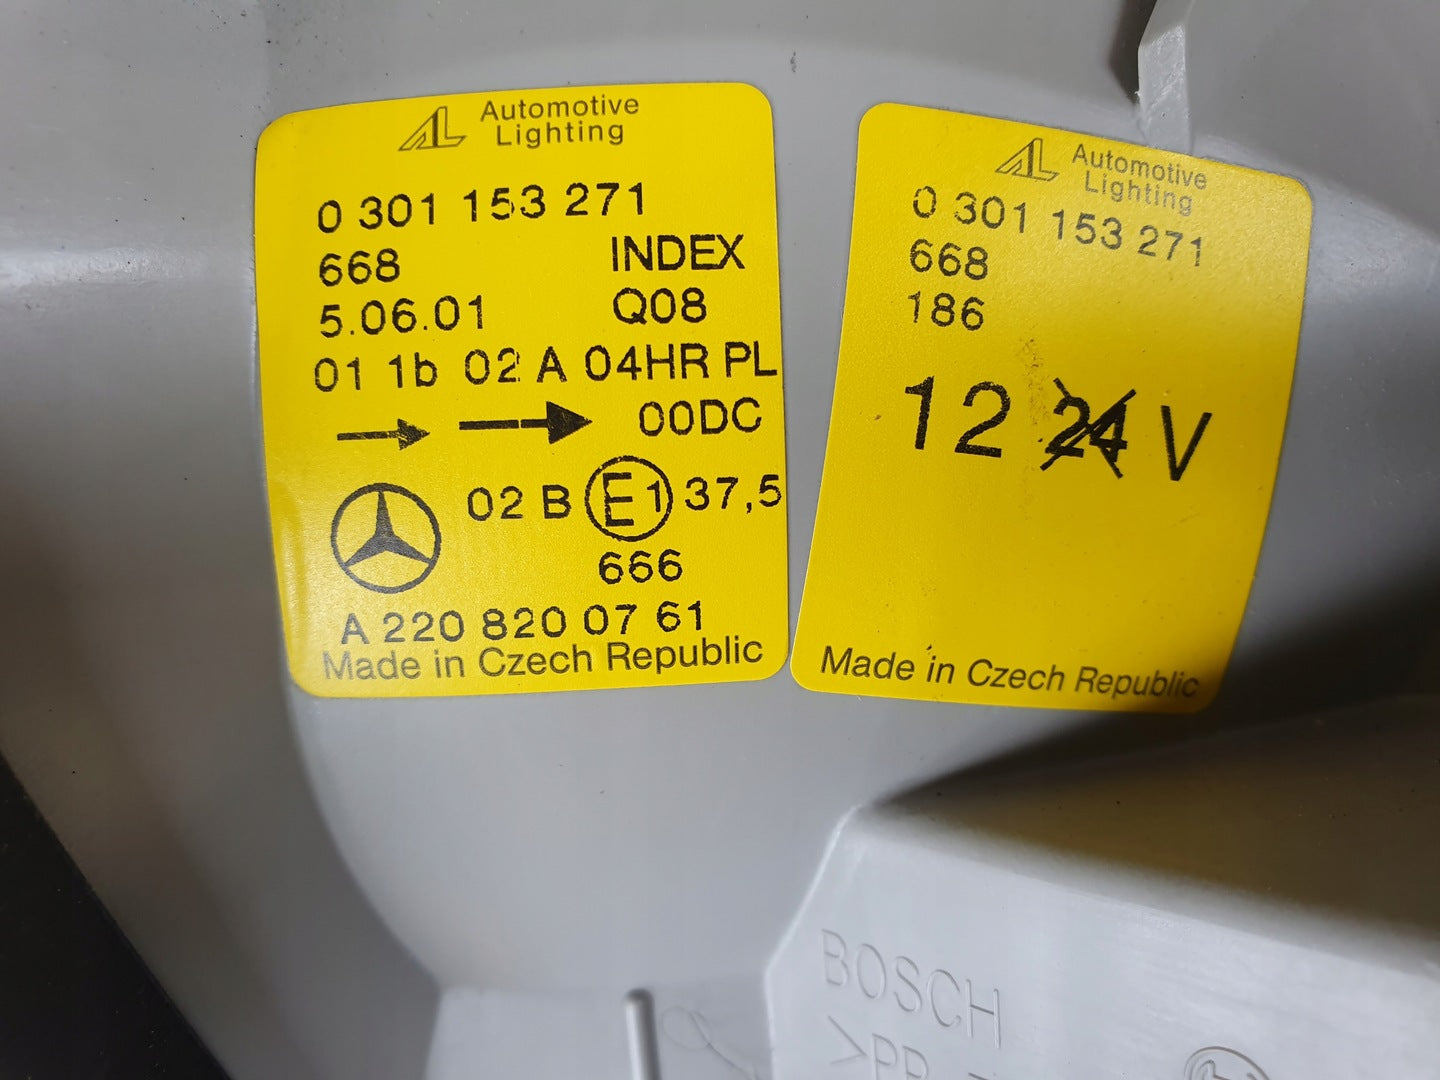 Automotive
Lighting
0 301 153 271
668 INDEX
5.06.01 Q08
01 1b 02 A 04HR PL
00DC
02 B E1 37,5
666
A 220 820 07 61
Made in Czech Republic
Automotive
Lighting
0 301 153 271
668
186
12 24 V
Made in Czech Republic
BOSCH
>PP